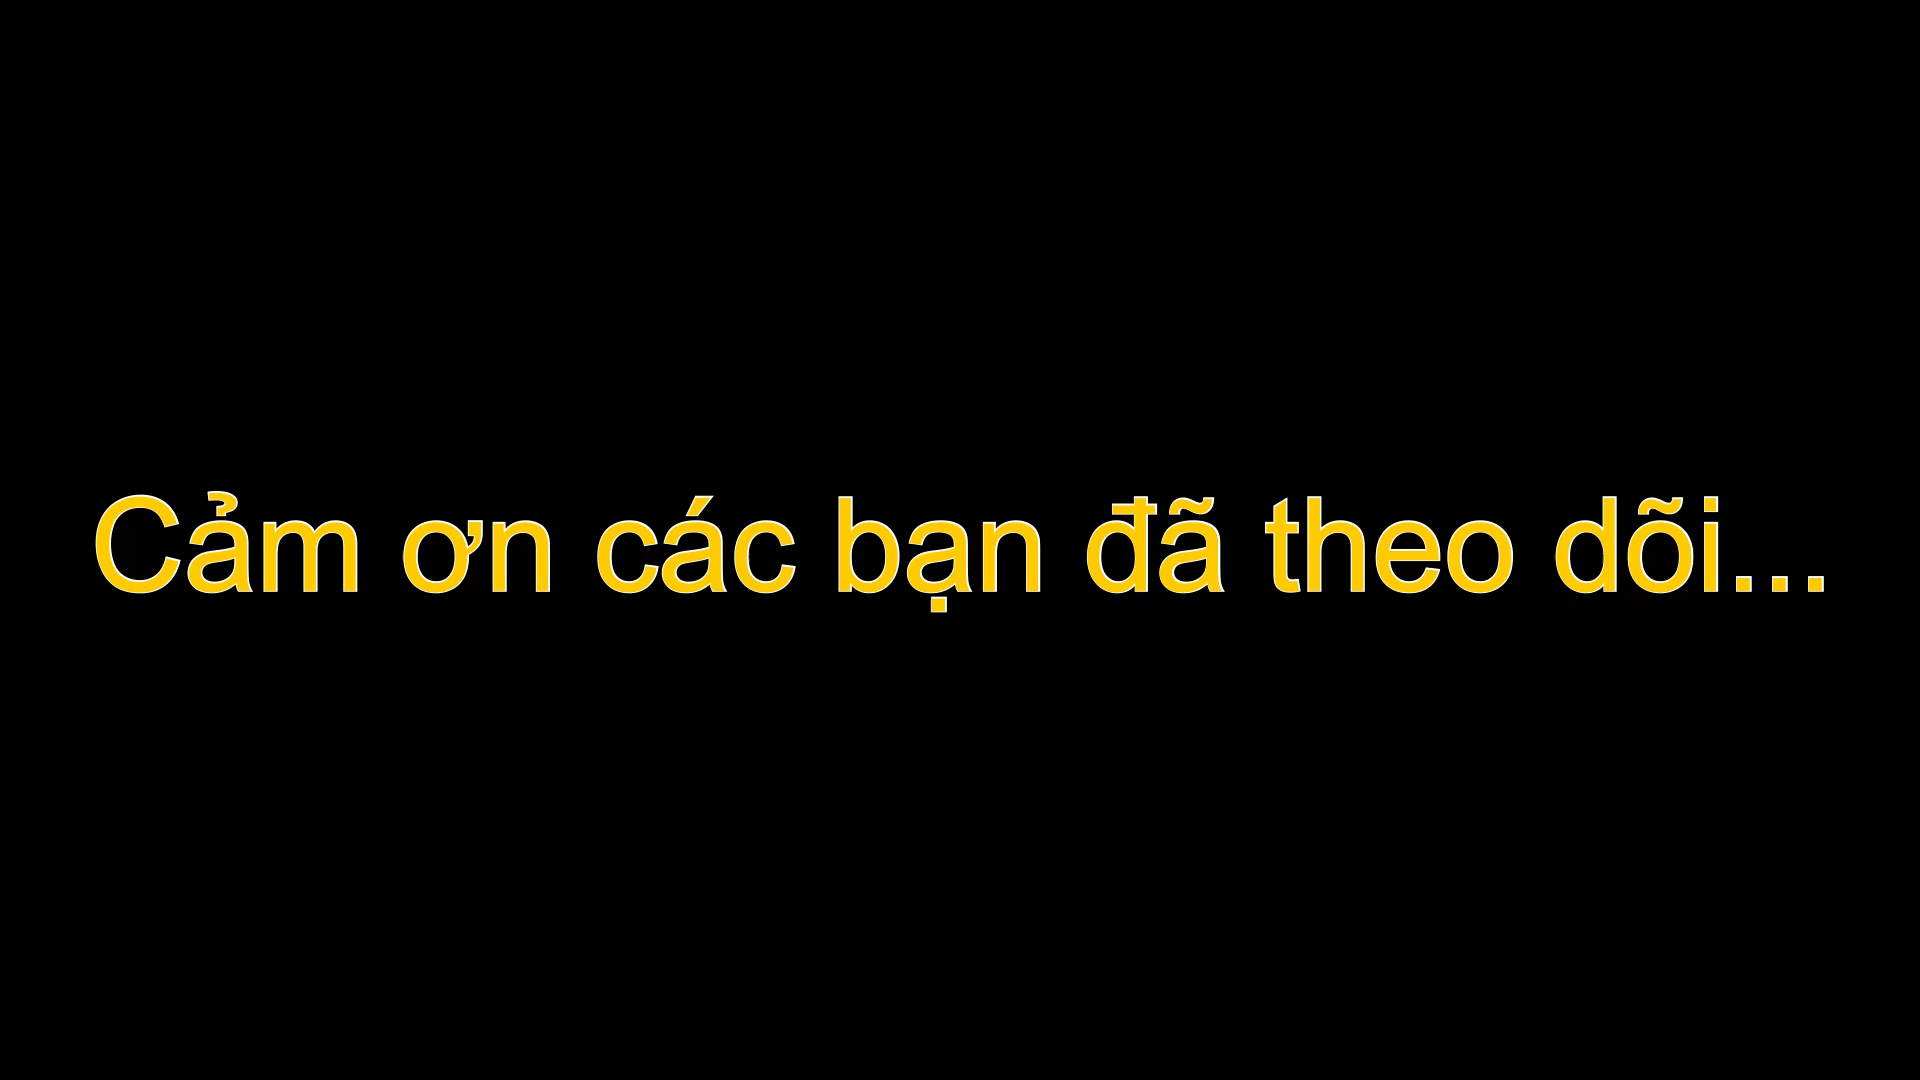 Cảm ơn các bạn đã theo dõi...